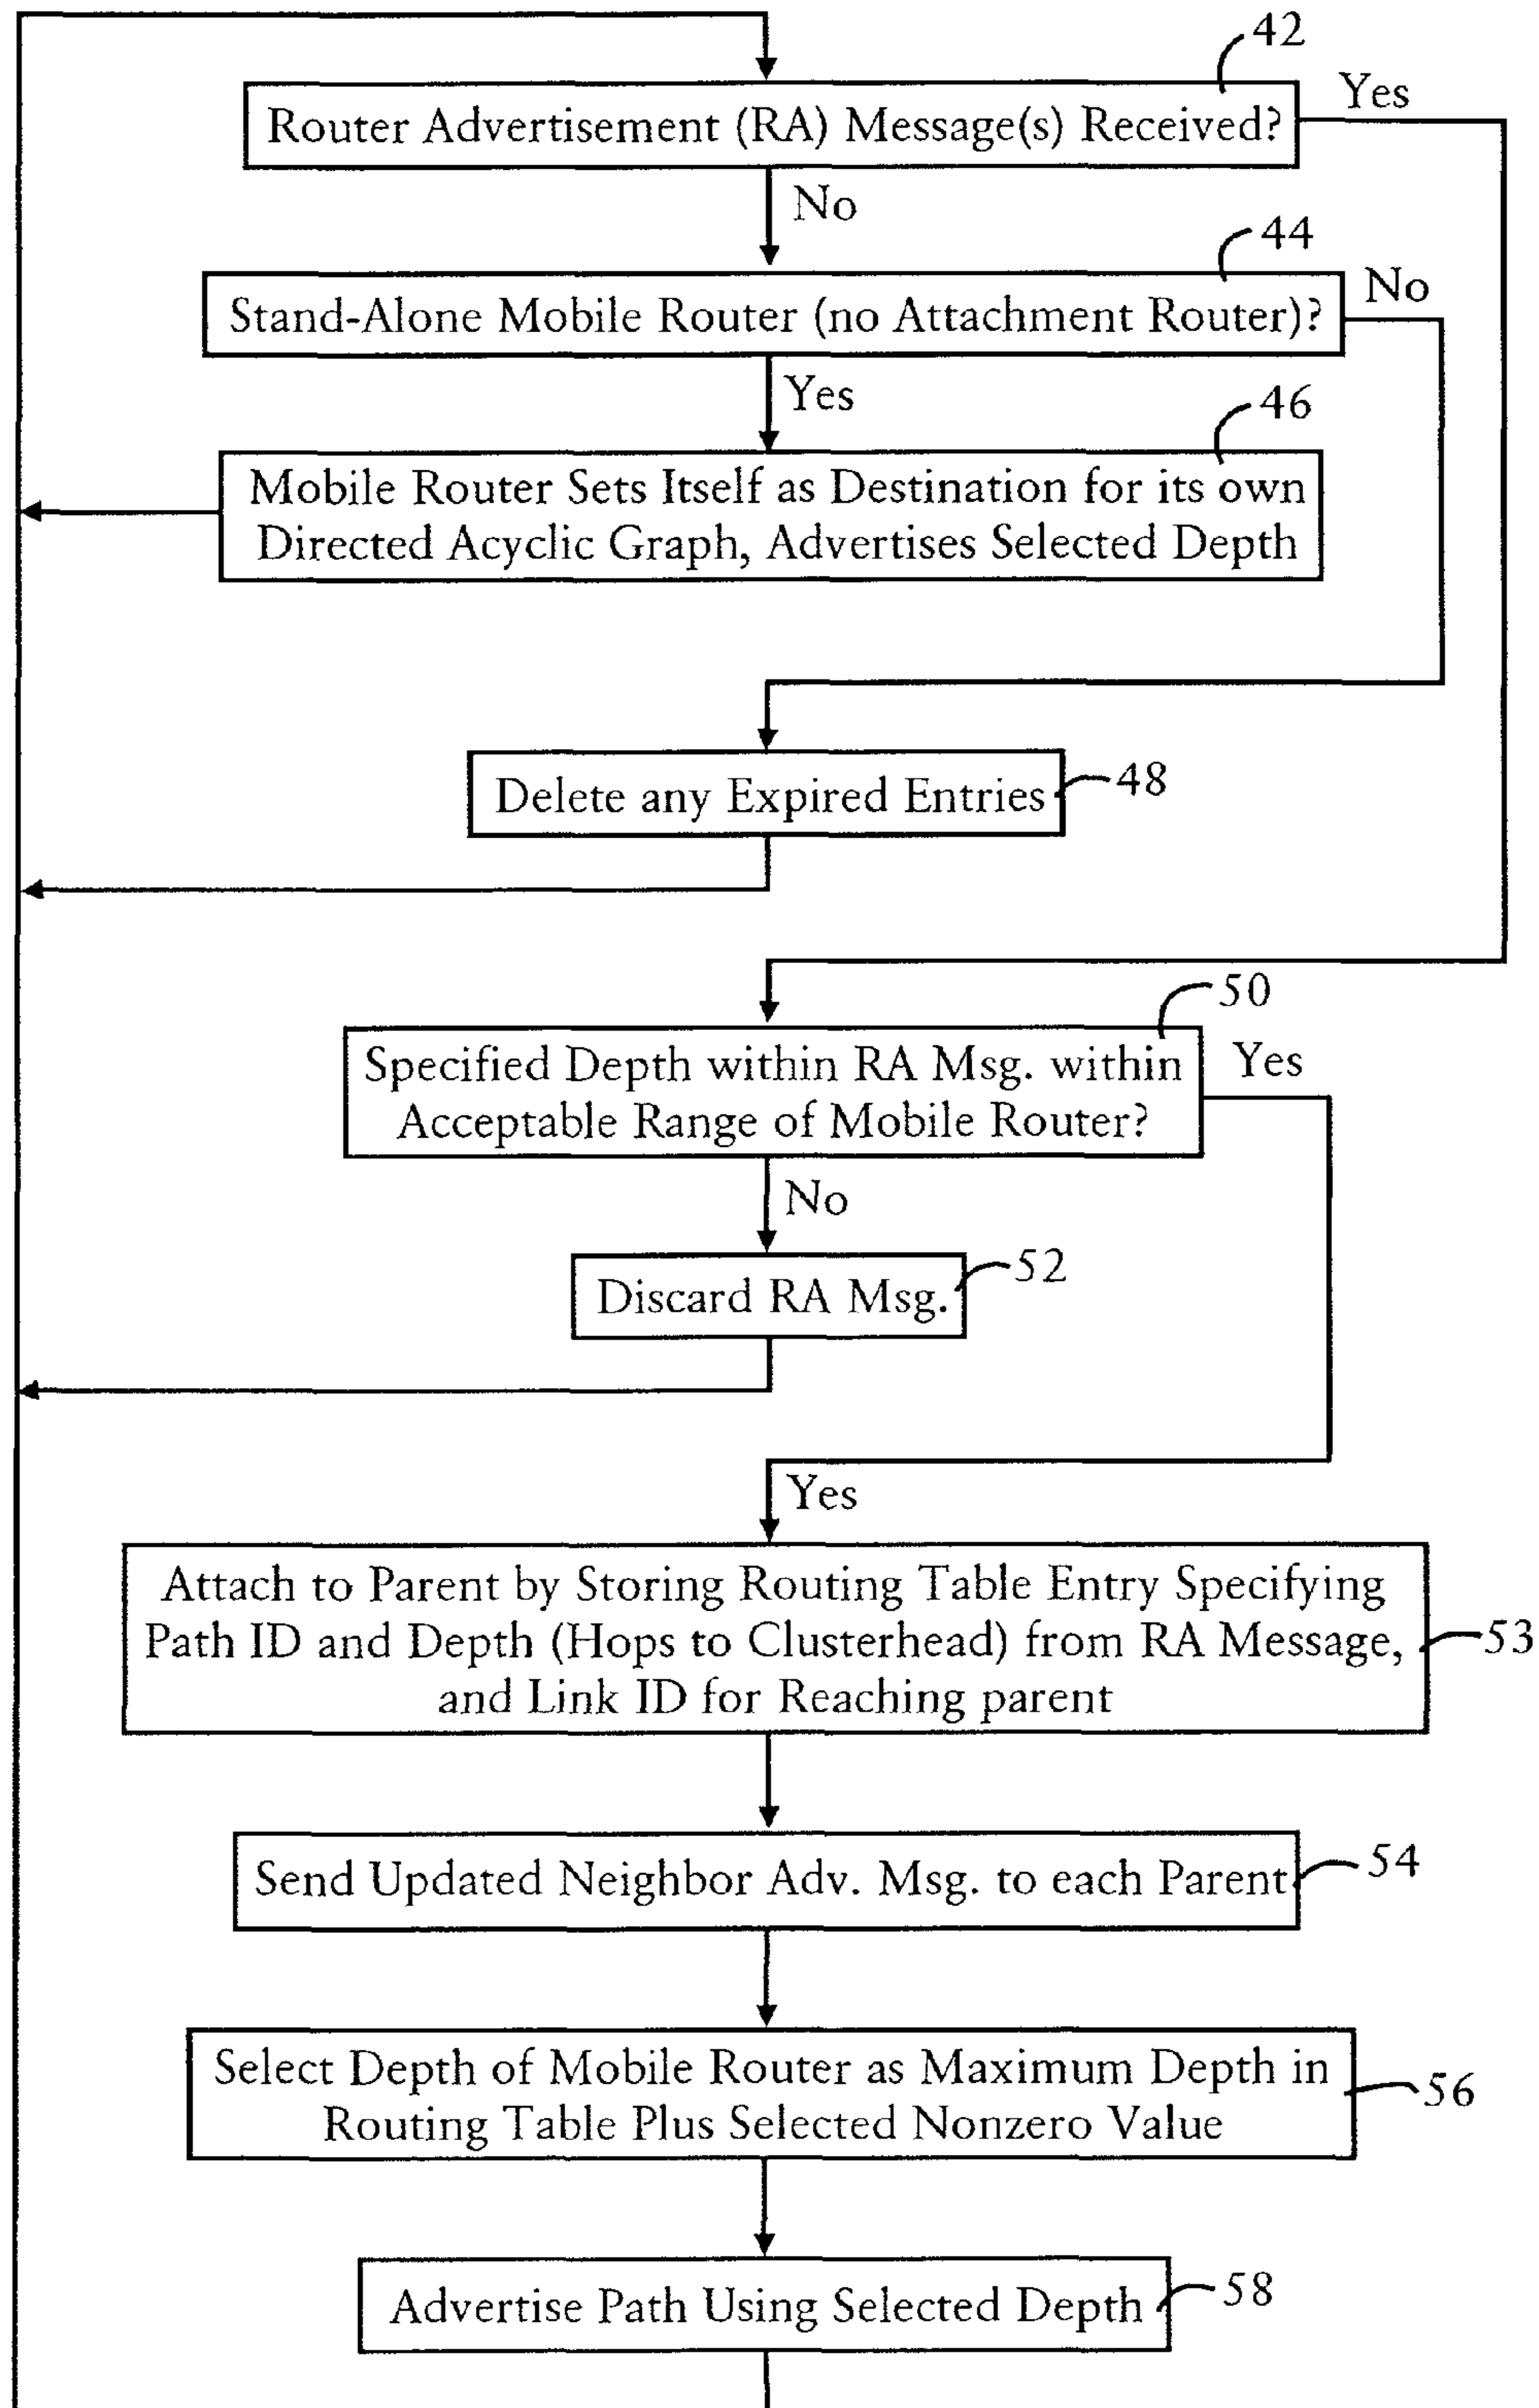 42
Router Advertisement (RA) Message(s) Received?
Yes
No
44
Stand-Alone Mobile Router (no Attachment Router)?
No
Yes
46
Mobile Router Sets Itself as Destination for its own
Directed Acyclic Graph, Advertises Selected Depth
Delete any Expired Entries
48
50
Specified Depth within RA Msg. within
Acceptable Range of Mobile Router?
Yes
No
Discard RA Msg.
52
Yes
Attach to Parent by Storing Routing Table Entry Specifying
Path ID and Depth (Hops to Clusterhead) from RA Message,
and Link ID for Reaching parent
53
Send Updated Neighbor Adv. Msg. to each Parent
54
Select Depth of Mobile Router as Maximum Depth in
Routing Table Plus Selected Nonzero Value
56
Advertise Path Using Selected Depth
58